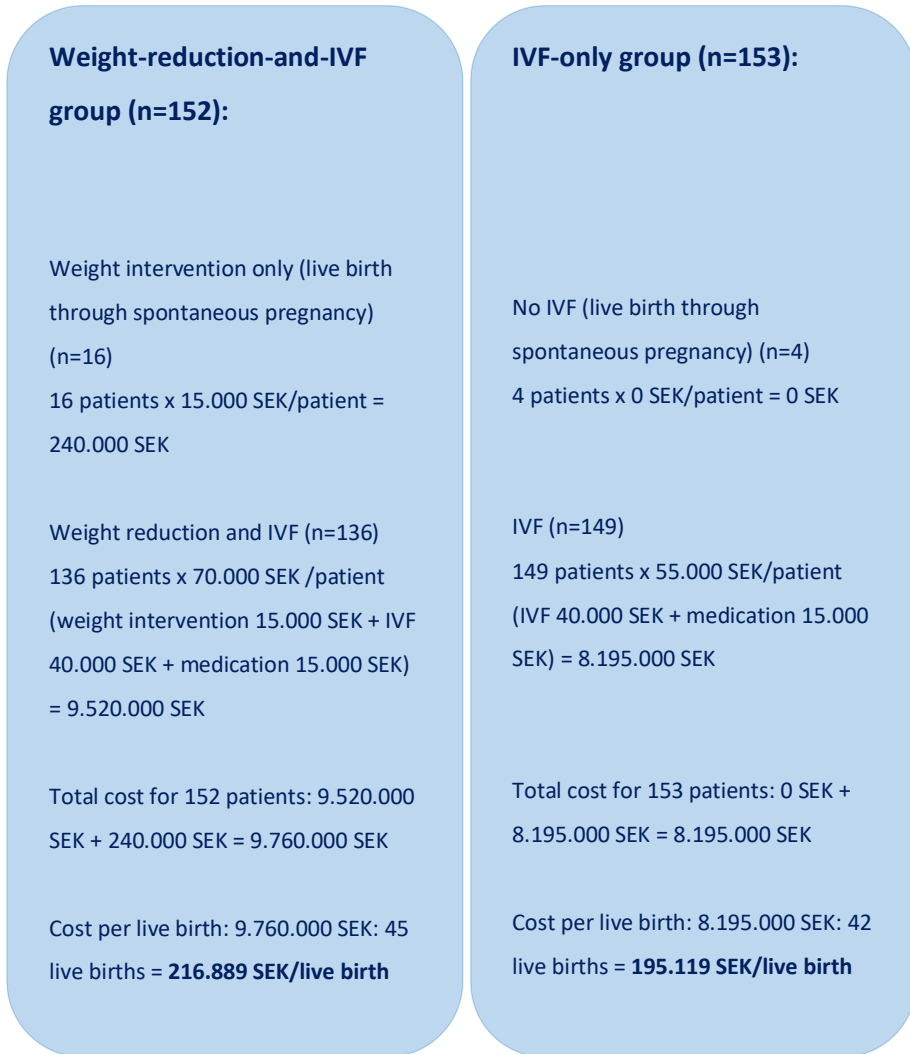 Weight-reduction-and-IVF
group (n=152):
Weight intervention only (live birth
through spontaneous pregnancy)
(n=16)
16 patients x 15.000 SEK/patient =
240.000 SEK
Weight reduction and IVF (n=136)
136 patients x 70.000 SEK /patient
(weight intervention 15.000 SEK + IVF
40.000 SEK + medication 15.000 SEK)
= 9.520.000 SEK
Total cost for 152 patients: 9.520.000
SEK + 240.000 SEK = 9.760.000 SEK
Cost per live birth: 9.760.000 SEK: 45
live births = 216.889 SEK/live birth
IVF-only group (n=153):
No IVF (live birth through
spontaneous pregnancy) (n=4)
4 patients x 0 SEK/patient = 0 SEK
IVF (n=149)
149 patients x 55.000 SEK/patient
(IVF 40.000 SEK + medication 15.000
SEK) = 8.195.000 SEK
Total cost for 153 patients: 0 SEK +
8.195.000 SEK = 8.195.000 SEK
Cost per live birth: 8.195.000 SEK: 42
live births = 195.119 SEK/live birth